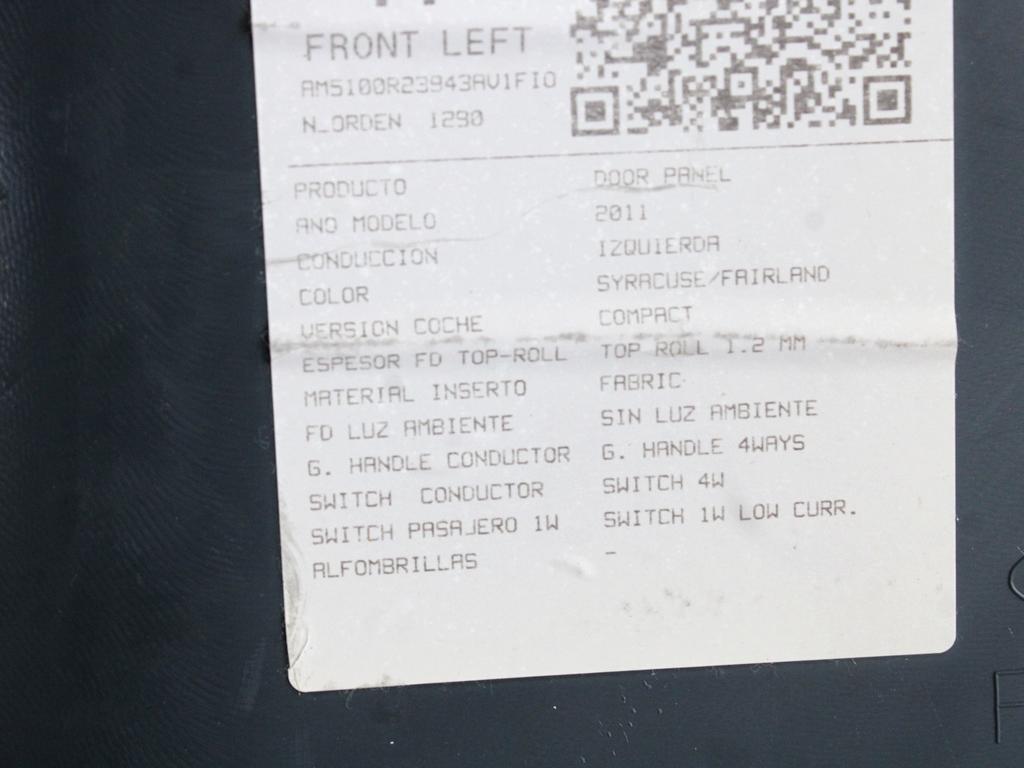 FRONT LEFT
AM5100R23943AV1FIO
N_ORDEN 1290
PRODUCTO DOOR PANEL
ANO MODELO 2011
CONDUCCION IZQUIERDA
COLOR SYRACUSE/FAIRLAND
VERSION COCHE COMPACT
ESPESOR FD TOP-ROLL TOP ROLL 1.2 MM
MATERIAL INSERTO FABRIC
FD LUZ AMBIENTE SIN LUZ AMBIENTE
G. HANDLE CONDUCTOR G. HANDLE 4WAYS
SWITCH CONDUCTOR SWITCH 4W
SWITCH PASAJERO 1W SWITCH 1W LOW CURR.
ALFOMBRILLAS -